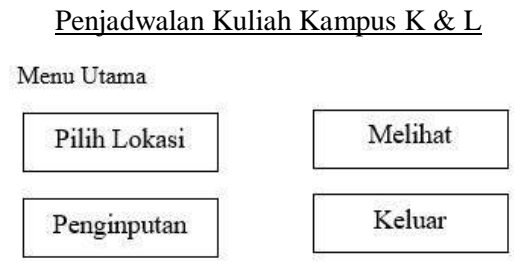 Penjadwalan Kuliah Kampus K & L
Menu Utama
Pilih Lokasi
Melihat
Penginputan
Keluar